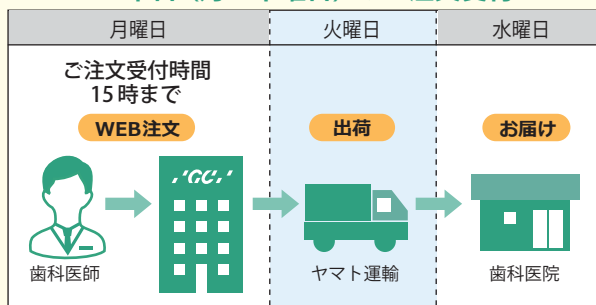 月曜日
火曜日
水曜日
ご注文受付時間
15時まで
WEB注文
出荷
お届け
'GC.'
歯科医師
ヤマト運輸
歯科医院